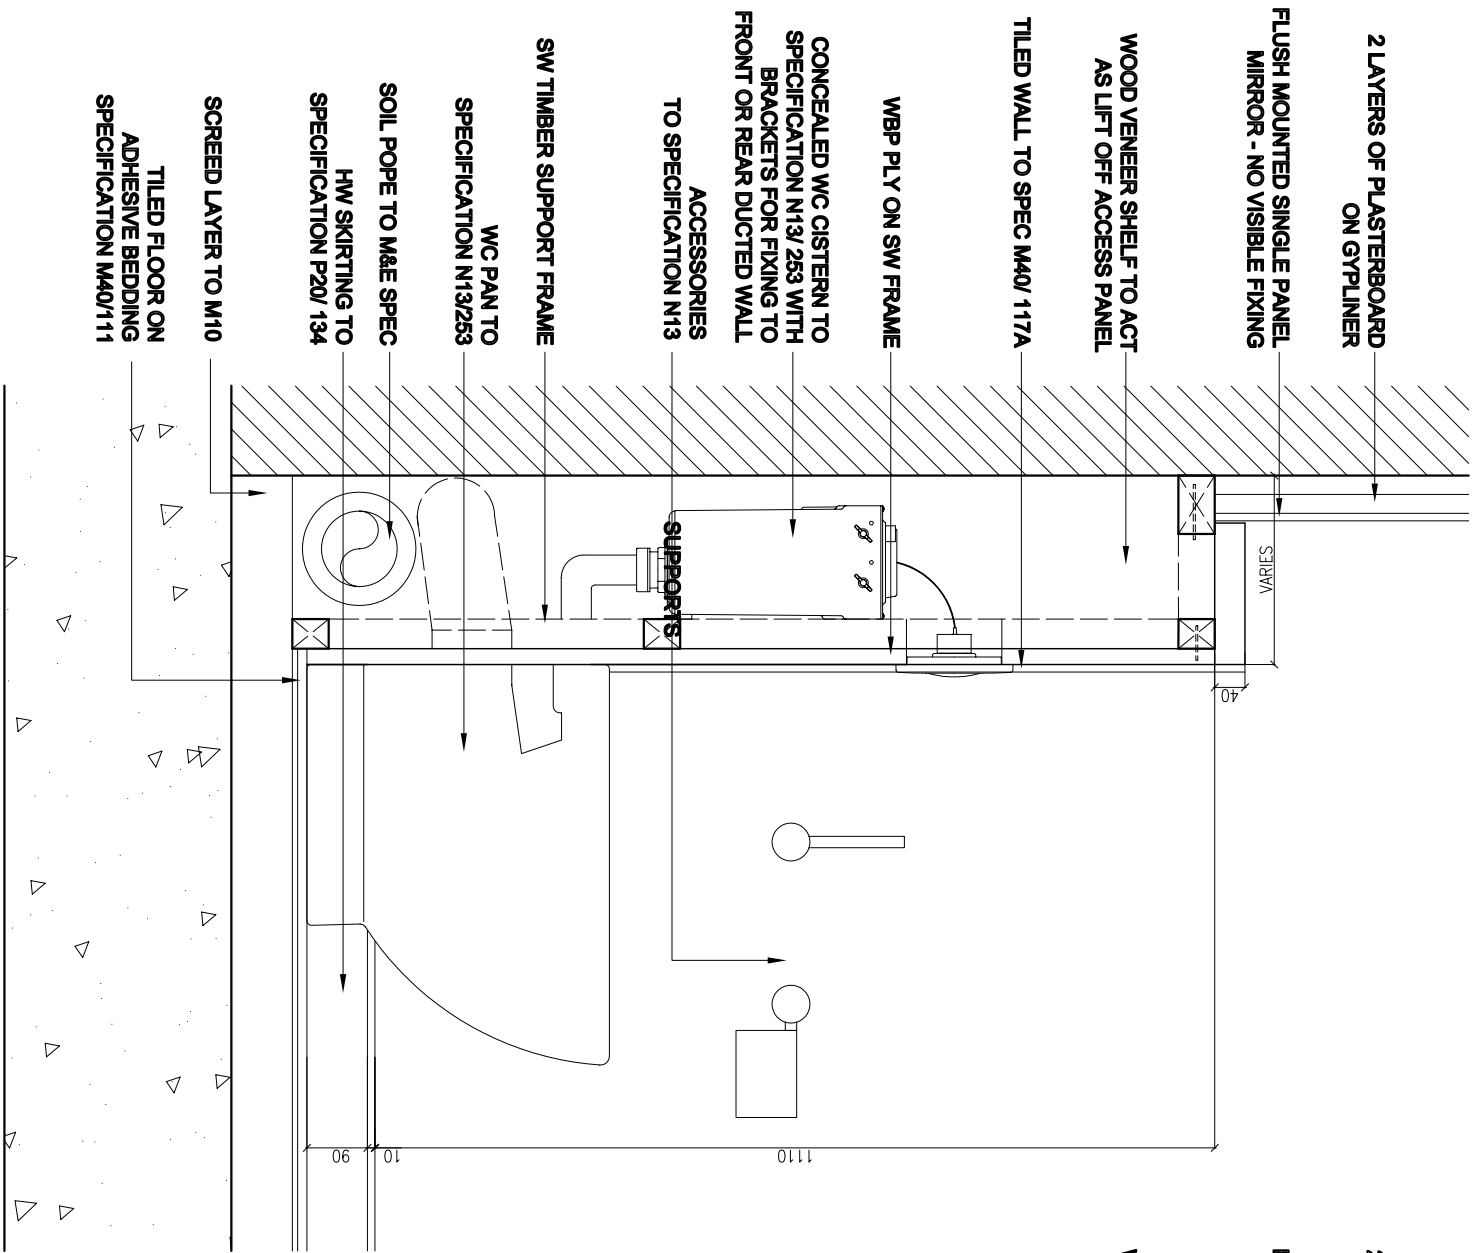 2 LAYERS OF PLASTERBOARD
ON GYPLINER
FLUSH MOUNTED SINGLE PANEL
MIRROR - NO VISIBLE FIXING
WOOD VENEER SHELF TO ACT
AS LIFT OFF ACCESS PANEL
TILED WALL TO SPEC M40/ 117A
WBP PLY ON SW FRAME
CONCEALED WC CISTERN TO
SPECIFICATION N13/ 253 WITH
BRACKETS FOR FIXING TO
FRONT OR REAR DUCTED WALL
ACCESSORIES
TO SPECIFICATION N13
SW TIMBER SUPPORT FRAME
WC PAN TO
SPECIFICATION N13/253
SOIL POPE TO M&E SPEC
HW SKIRTING TO
SPECIFICATION P20/ 134
SCREED LAYER TO M10
TILED FLOOR ON
ADHESIVE BEDDING
SPECIFICATION M40/111
SUPPORTS
VARIES
40
1110
10
90